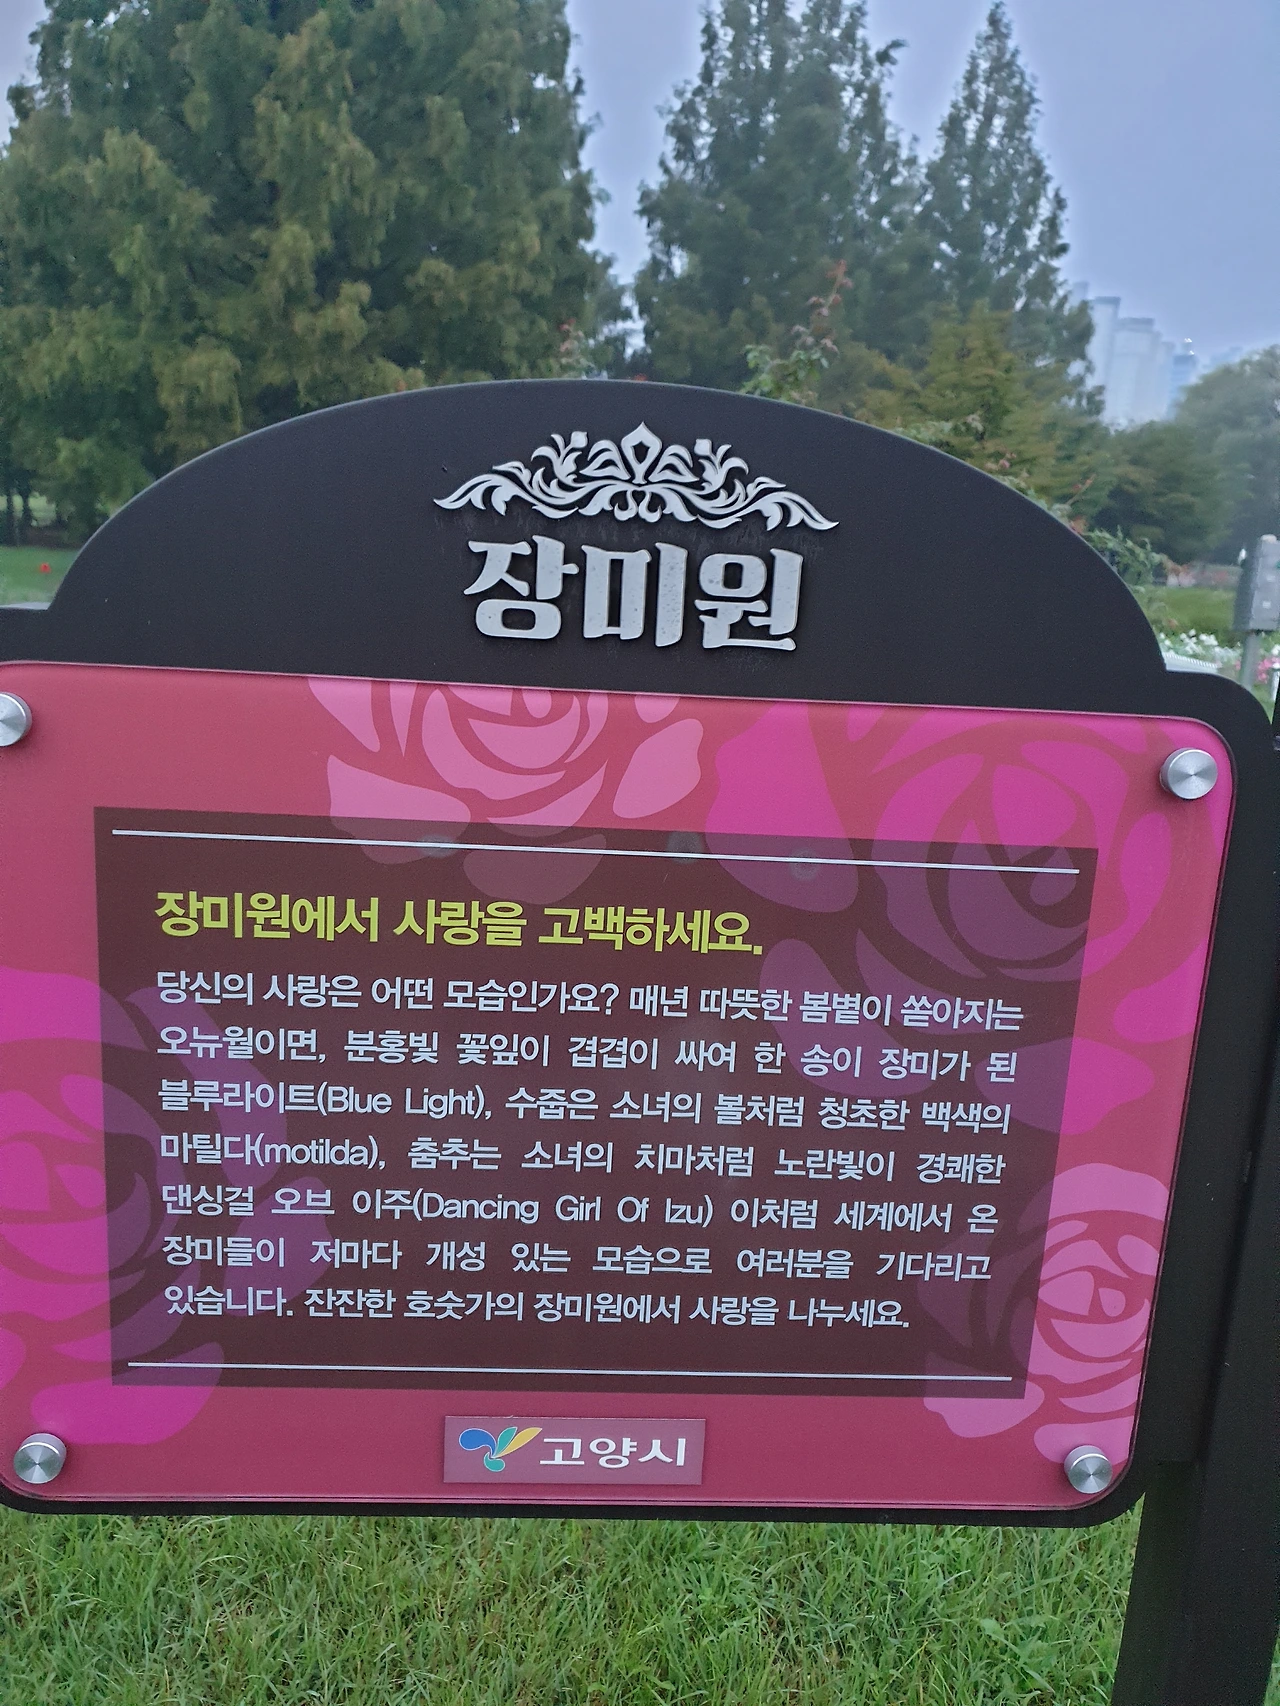 장미원
장미원에서 사랑을 고백하세요.
당신의 사랑은 어떤 모습인가요? 매년 따뜻한 봄볕이 쏟아지는
오뉴월이면, 분홍빛 꽃잎이 겹겹이 싸여 한 송이 장미가 된
블루라이트(Blue Light), 수줍은 소녀의 볼처럼 청초한 백색의
마틸다(motilda), 춤추는 소녀의 치마처럼 노란빛이 경쾌한
댄싱걸 오브 이주(Dancing Girl Of Izu) 이처럼 세계에서 온
장미들이 저마다 개성 있는 모습으로 여러분을 기다리고
있습니다. 잔잔한 호숫가의 장미원에서 사랑을 나누세요.
고양시